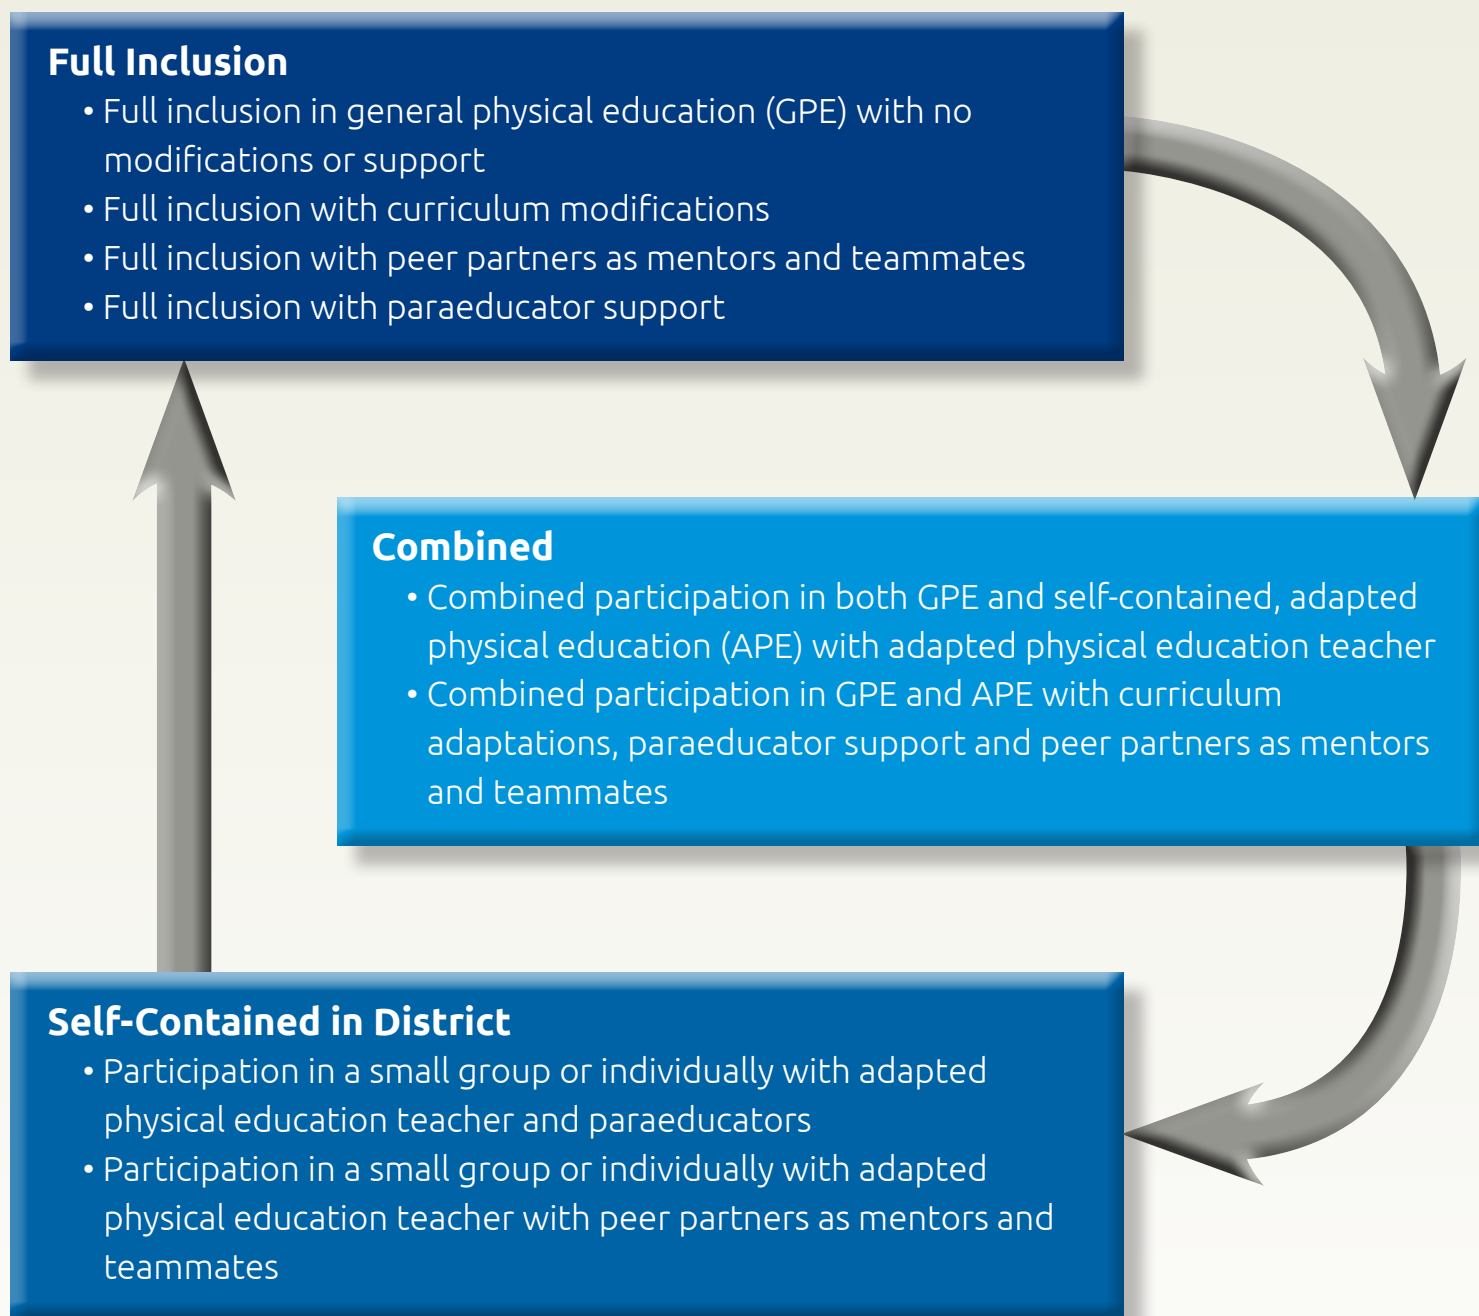 Full Inclusion
• Full inclusion in general physical education (GPE) with no
modifications or support
• Full inclusion with curriculum modifications
• Full inclusion with peer partners as mentors and teammates
• Full inclusion with paraeducator support
Combined
• Combined participation in both GPE and self-contained, adapted
physical education (APE) with adapted physical education teacher
• Combined participation in GPE and APE with curriculum
adaptations, paraeducator support and peer partners as mentors
and teammates
Self-Contained in District
• Participation in a small group or individually with adapted
physical education teacher and paraeducators
• Participation in a small group or individually with adapted
physical education teacher with peer partners as mentors and
teammates